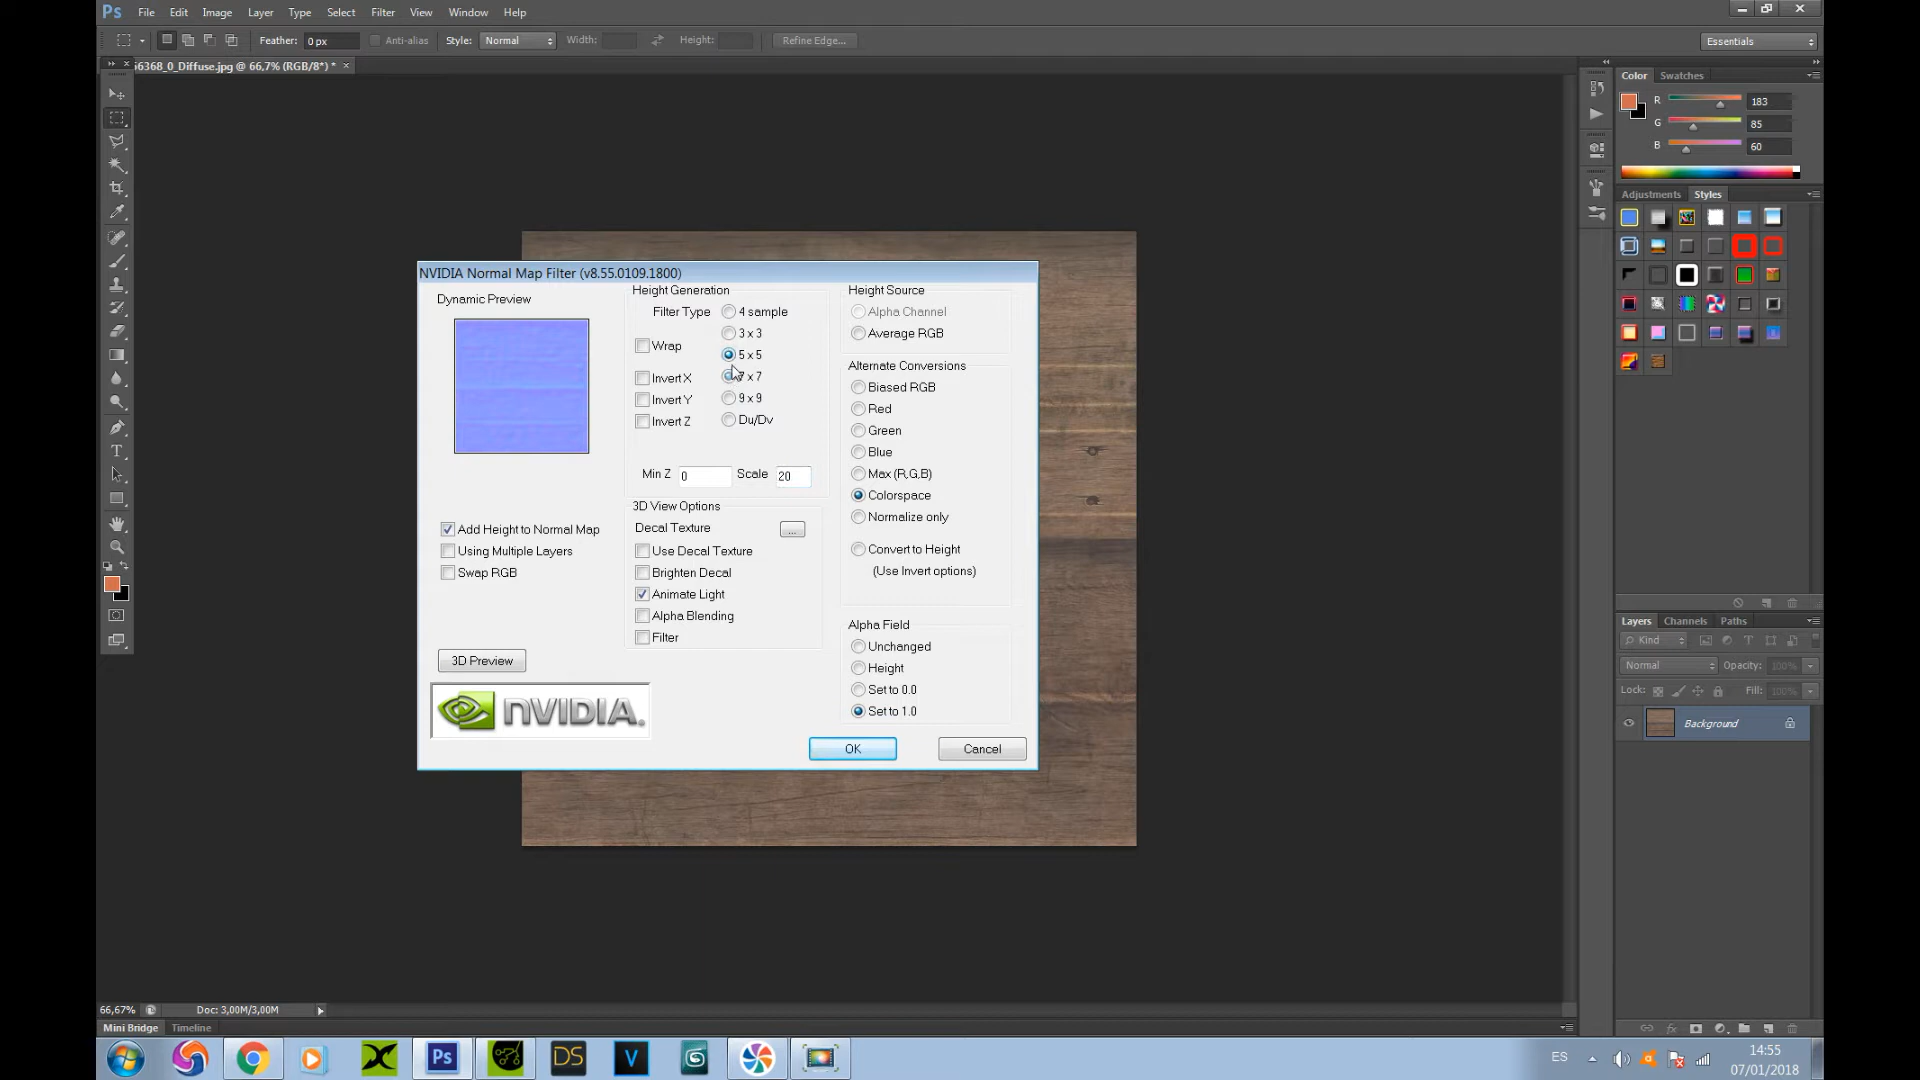 Ps File Edit Image Layer Type Select Filter View Window Help
Feather: 0 px Anti-alias Style: Normal Width: Height: Refine Edge... Essentials
56368_0_Diffuse.jpg @ 66,7% (RGB/8*) * ×
Color Swatches
R 183
G 85
B 60
Adjustments Styles
NVIDIA Normal Map Filter (v8.55.0109.1800)
Dynamic Preview
Height Generation
Filter Type 4 sample
3 x 3
Wrap
5 x 5
Invert X
7 x 7
Invert Y
9 x 9
Invert Z
Du/Dv
Min Z 0 Scale 20
Height Source
Alpha Channel
Average RGB
Alternate Conversions
Biased RGB
Red
Green
Blue
Max (R,G,B)
Colorspace
Normalize only
Convert to Height
(Use Invert options)
Add Height to Normal Map
Using Multiple Layers
Swap RGB
3D View Options
Decal Texture ...
Use Decal Texture
Brighten Decal
Animate Light
Alpha Blending
Filter
Alpha Field
Unchanged
Height
Set to 0.0
Set to 1.0
3D Preview
NVIDIA.
OK Cancel
Layers Channels Paths
Kind
Normal Opacity: 100%
Lock: Fill: 100%
Background
66,67% Doc: 3,00M/3,00M
Mini Bridge Timeline
Ps DS V ES
14:55
07/01/2018